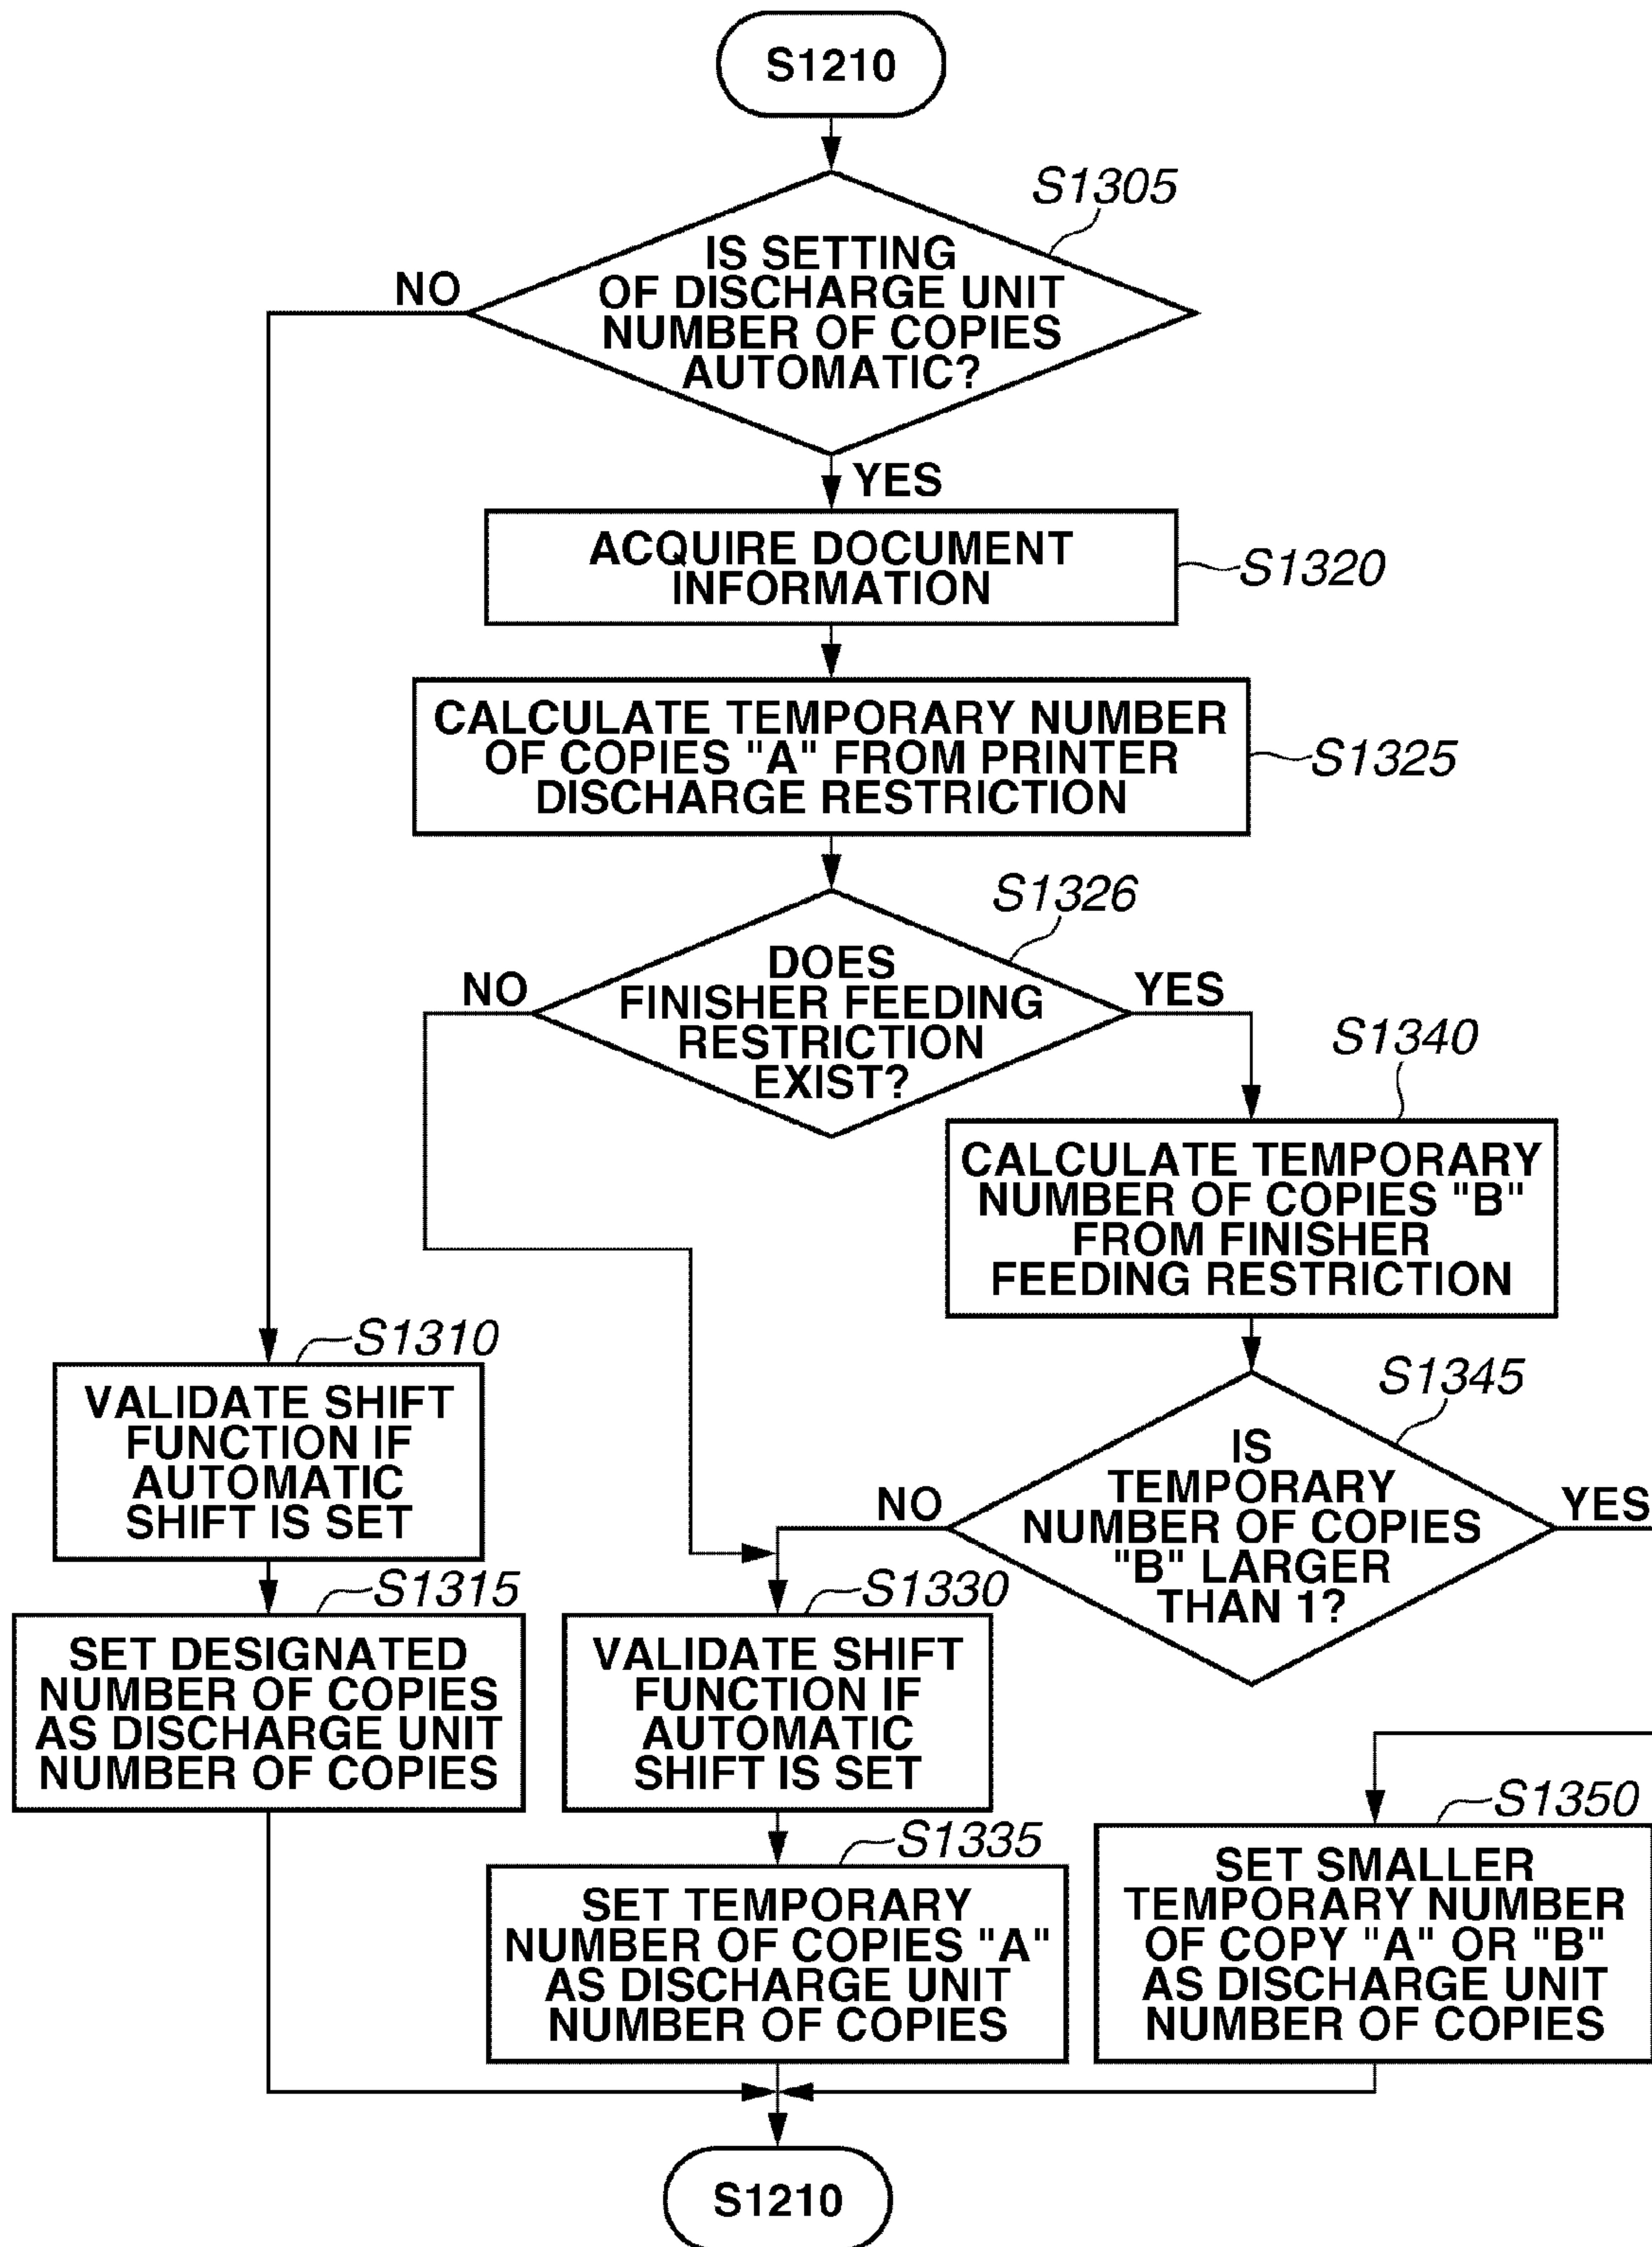 S1210
S1305
IS SETTING
OF DISCHARGE UNIT
NUMBER OF COPIES
AUTOMATIC?
NO
YES
ACQUIRE DOCUMENT
INFORMATION
S1320
CALCULATE TEMPORARY NUMBER
OF COPIES "A" FROM PRINTER
DISCHARGE RESTRICTION
S1325
S1326
DOES
FINISHER FEEDING
RESTRICTION
EXIST?
NO
YES
S1340
CALCULATE TEMPORARY
NUMBER OF COPIES "B"
FROM FINISHER
FEEDING RESTRICTION
S1310
VALIDATE SHIFT
FUNCTION IF
AUTOMATIC
SHIFT IS SET
S1345
IS
TEMPORARY
NUMBER OF COPIES
"B" LARGER
THAN 1?
NO
YES
S1315
SET DESIGNATED
NUMBER OF COPIES
AS DISCHARGE UNIT
NUMBER OF COPIES
S1330
VALIDATE SHIFT
FUNCTION IF
AUTOMATIC
SHIFT IS SET
S1335
SET TEMPORARY
NUMBER OF COPIES "A"
AS DISCHARGE UNIT
NUMBER OF COPIES
S1350
SET SMALLER
TEMPORARY NUMBER
OF COPY "A" OR "B"
AS DISCHARGE UNIT
NUMBER OF COPIES
S1210